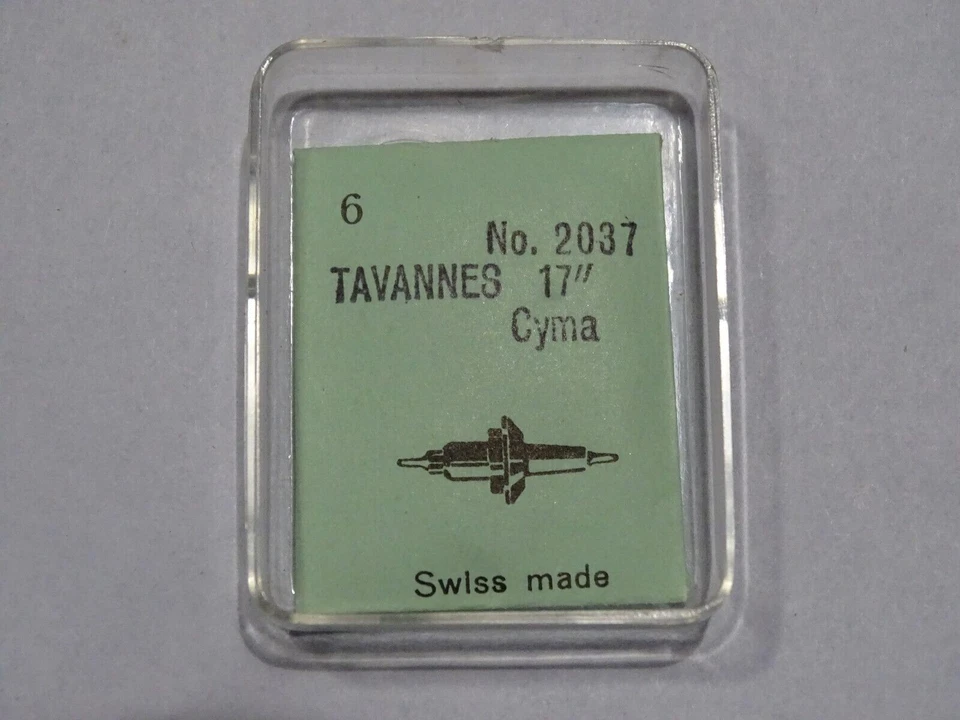 6
No. 2037
TAVANNES 17"
Cyma
Swiss made